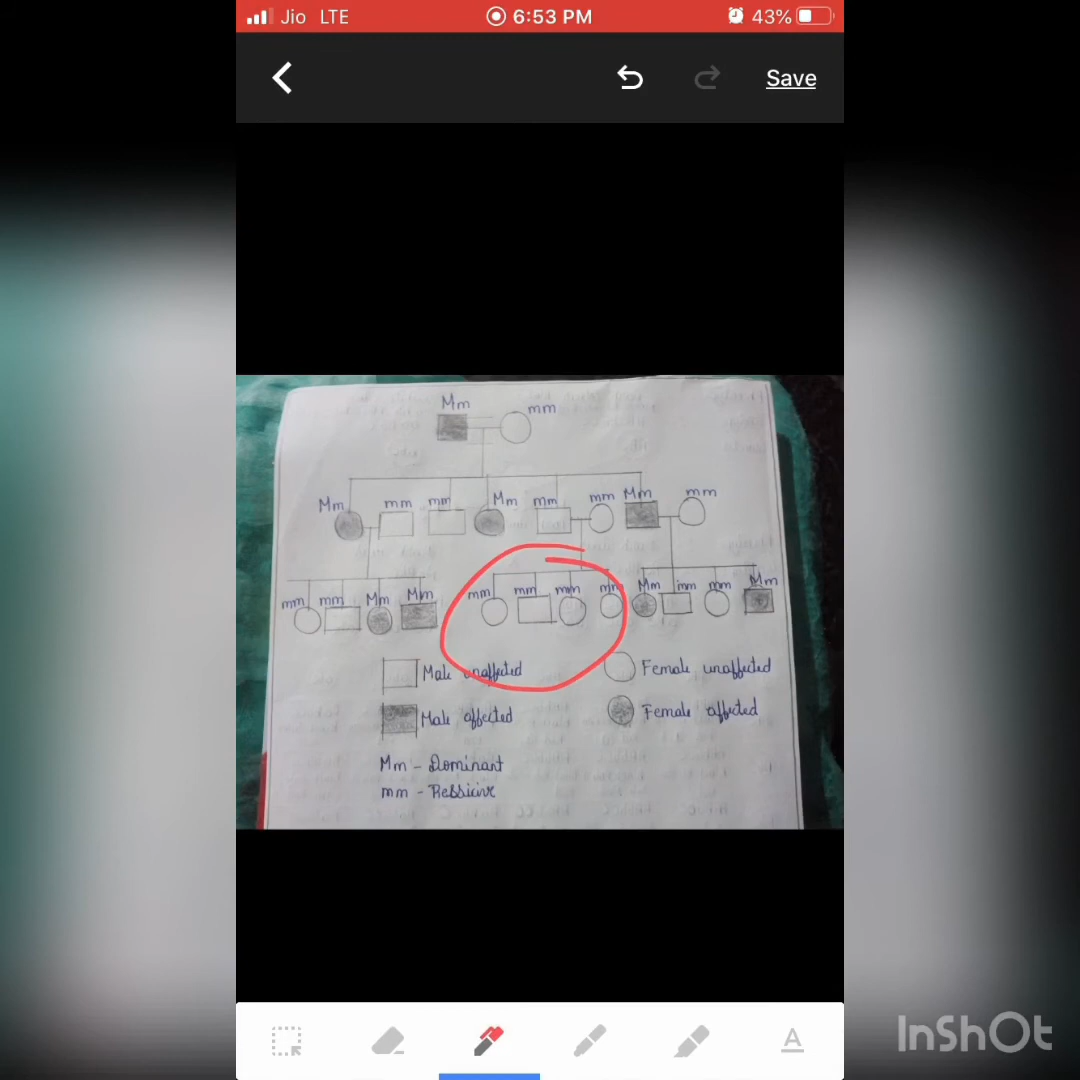 Jio LTE 6:53 PM 43%
Save
Mm mm
Mm mm mm Mm mm mm Mm mm
mm mm Mm Mm mm mm mm mm Mm mm mm Mm
Male unaffected Female unaffected
Male affected Female affected
Mm - Dominant
mm - Ressicive
A
InShOt